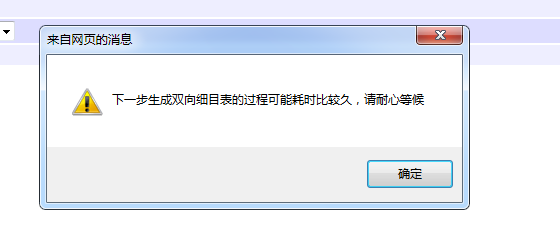 来自网页的消息
下一步生成双向细目表的过程可能耗时比较久，请耐心等候
确定